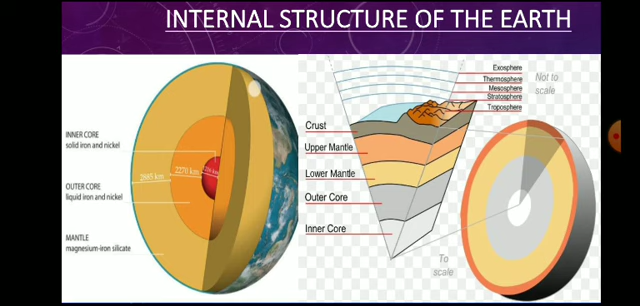 INTERNAL STRUCTURE OF THE EARTH
INNER CORE
solid iron and nickel
OUTER CORE
liquid iron and nickel
MANTLE
magnesium-iron silicate
2885 km
2270 km
Exosphere
Thermosphere
Mesosphere
Stratosphere
Troposphere
Not to
scale
Crust
Upper Mantle
Lower Mantle
Outer Core
Inner Core
To
scale